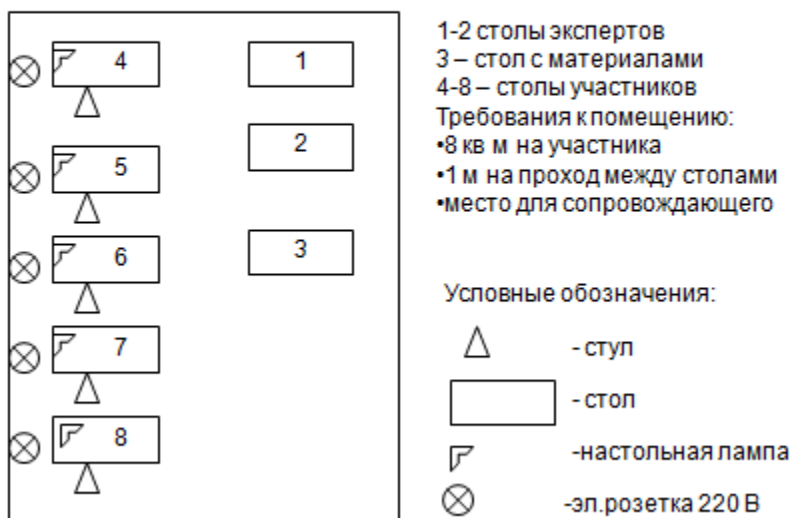 1-2 столы экспертов
3 – стол с материалами
4-8 – столы участников
Требования к помещению:
•8 кв м на участника
•1 м на проход между столами
•место для сопровождающего
Условные обозначения:
- стул
- стол
-настольная лампа
-эл.розетка 220 В
4
1
5
2
6
3
7
8